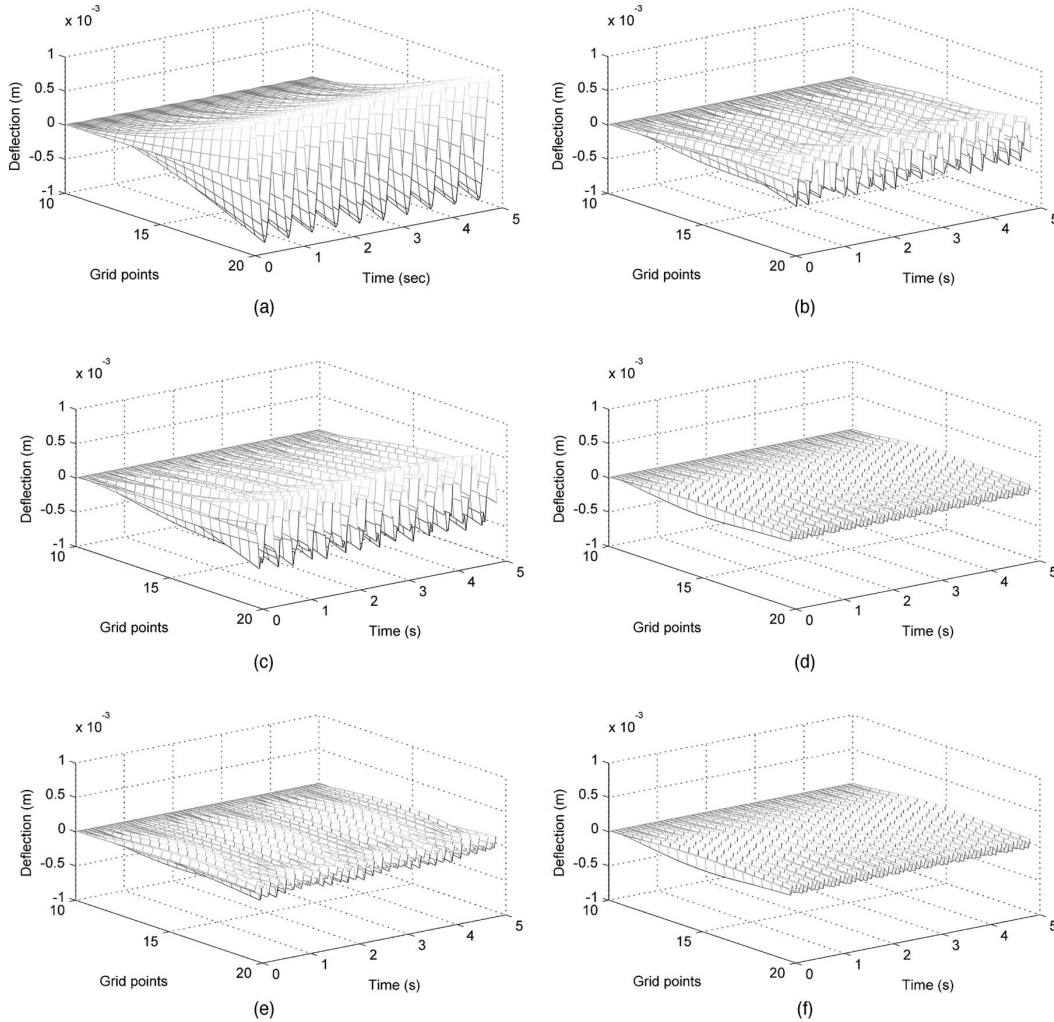 x 10^-3
1
0.5
0
-0.5
-1
Deflection (m)
10
15
20
Grid points
0
1
2
3
4
5
Time (sec)
(a)
x 10^-3
1
0.5
0
-0.5
-1
Deflection (m)
10
15
20
Grid points
0
1
2
3
4
5
Time (s)
(b)
x 10^-3
1
0.5
0
-0.5
-1
Deflection (m)
10
15
20
Grid points
0
1
2
3
4
5
Time (s)
(c)
x 10^-3
1
0.5
0
-0.5
-1
Deflection (m)
10
15
20
Grid points
0
1
2
3
4
5
Time (s)
(d)
x 10^-3
1
0.5
0
-0.5
-1
Deflection (m)
10
15
20
Grid points
0
1
2
3
4
5
Time (s)
(e)
x 10^-3
1
0.5
0
-0.5
-1
Deflection (m)
10
15
20
Grid points
0
1
2
3
4
5
Time (s)
(f)